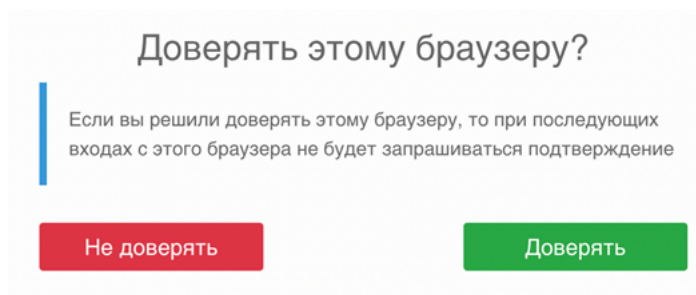 Доверять этому браузеру?
Если вы решили доверять этому браузеру, то при последующих
входах с этого браузера не будет запрашиваться подтверждение
Не доверять
Доверять